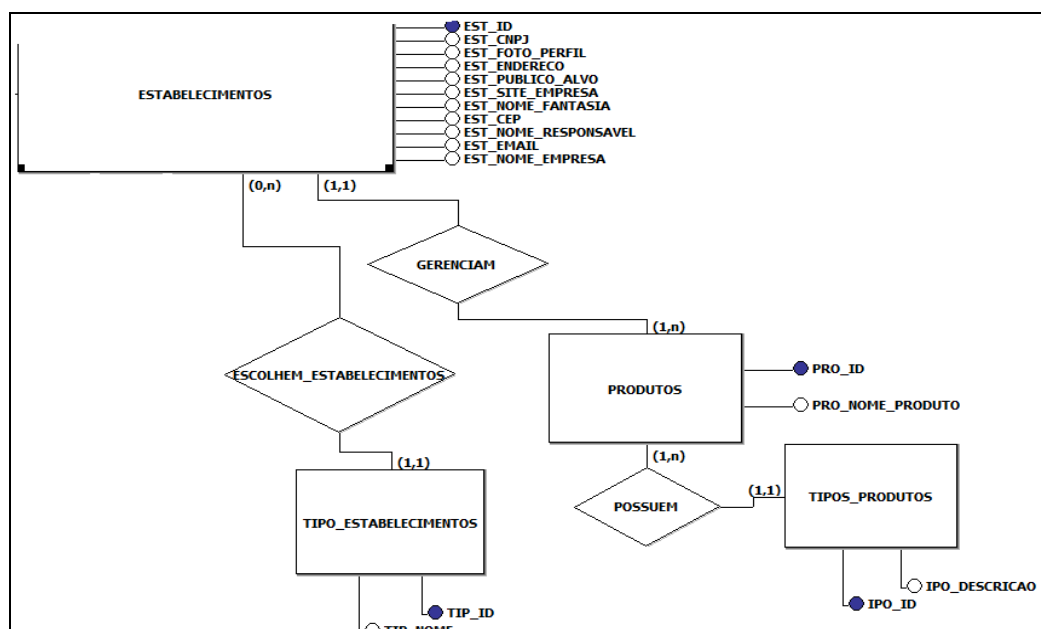 EST_ID
EST_CNPJ
EST_FOTO_PERFIL
EST_ENDERECO
EST_PUBLICO_ALVO
EST_SITE_EMPRESA
EST_NOME_FANTASIA
EST_CEP
EST_NOME_RESPONSAVEL
EST_EMAIL
EST_NOME_EMPRESA
ESTABELECIMENTOS
(0,n)
(1,1)
GERENCIAM
(1,n)
PRODUTOS
PRO_ID
PRO_NOME_PRODUTO
ESCOLHEM_ESTABELECIMENTOS
(1,1)
TIPO_ESTABELECIMENTOS
TIP_ID
TIP_NOME
(1,n)
POSSUEM
(1,1)
TIPOS_PRODUTOS
IPO_DESCRICAO
IPO_ID